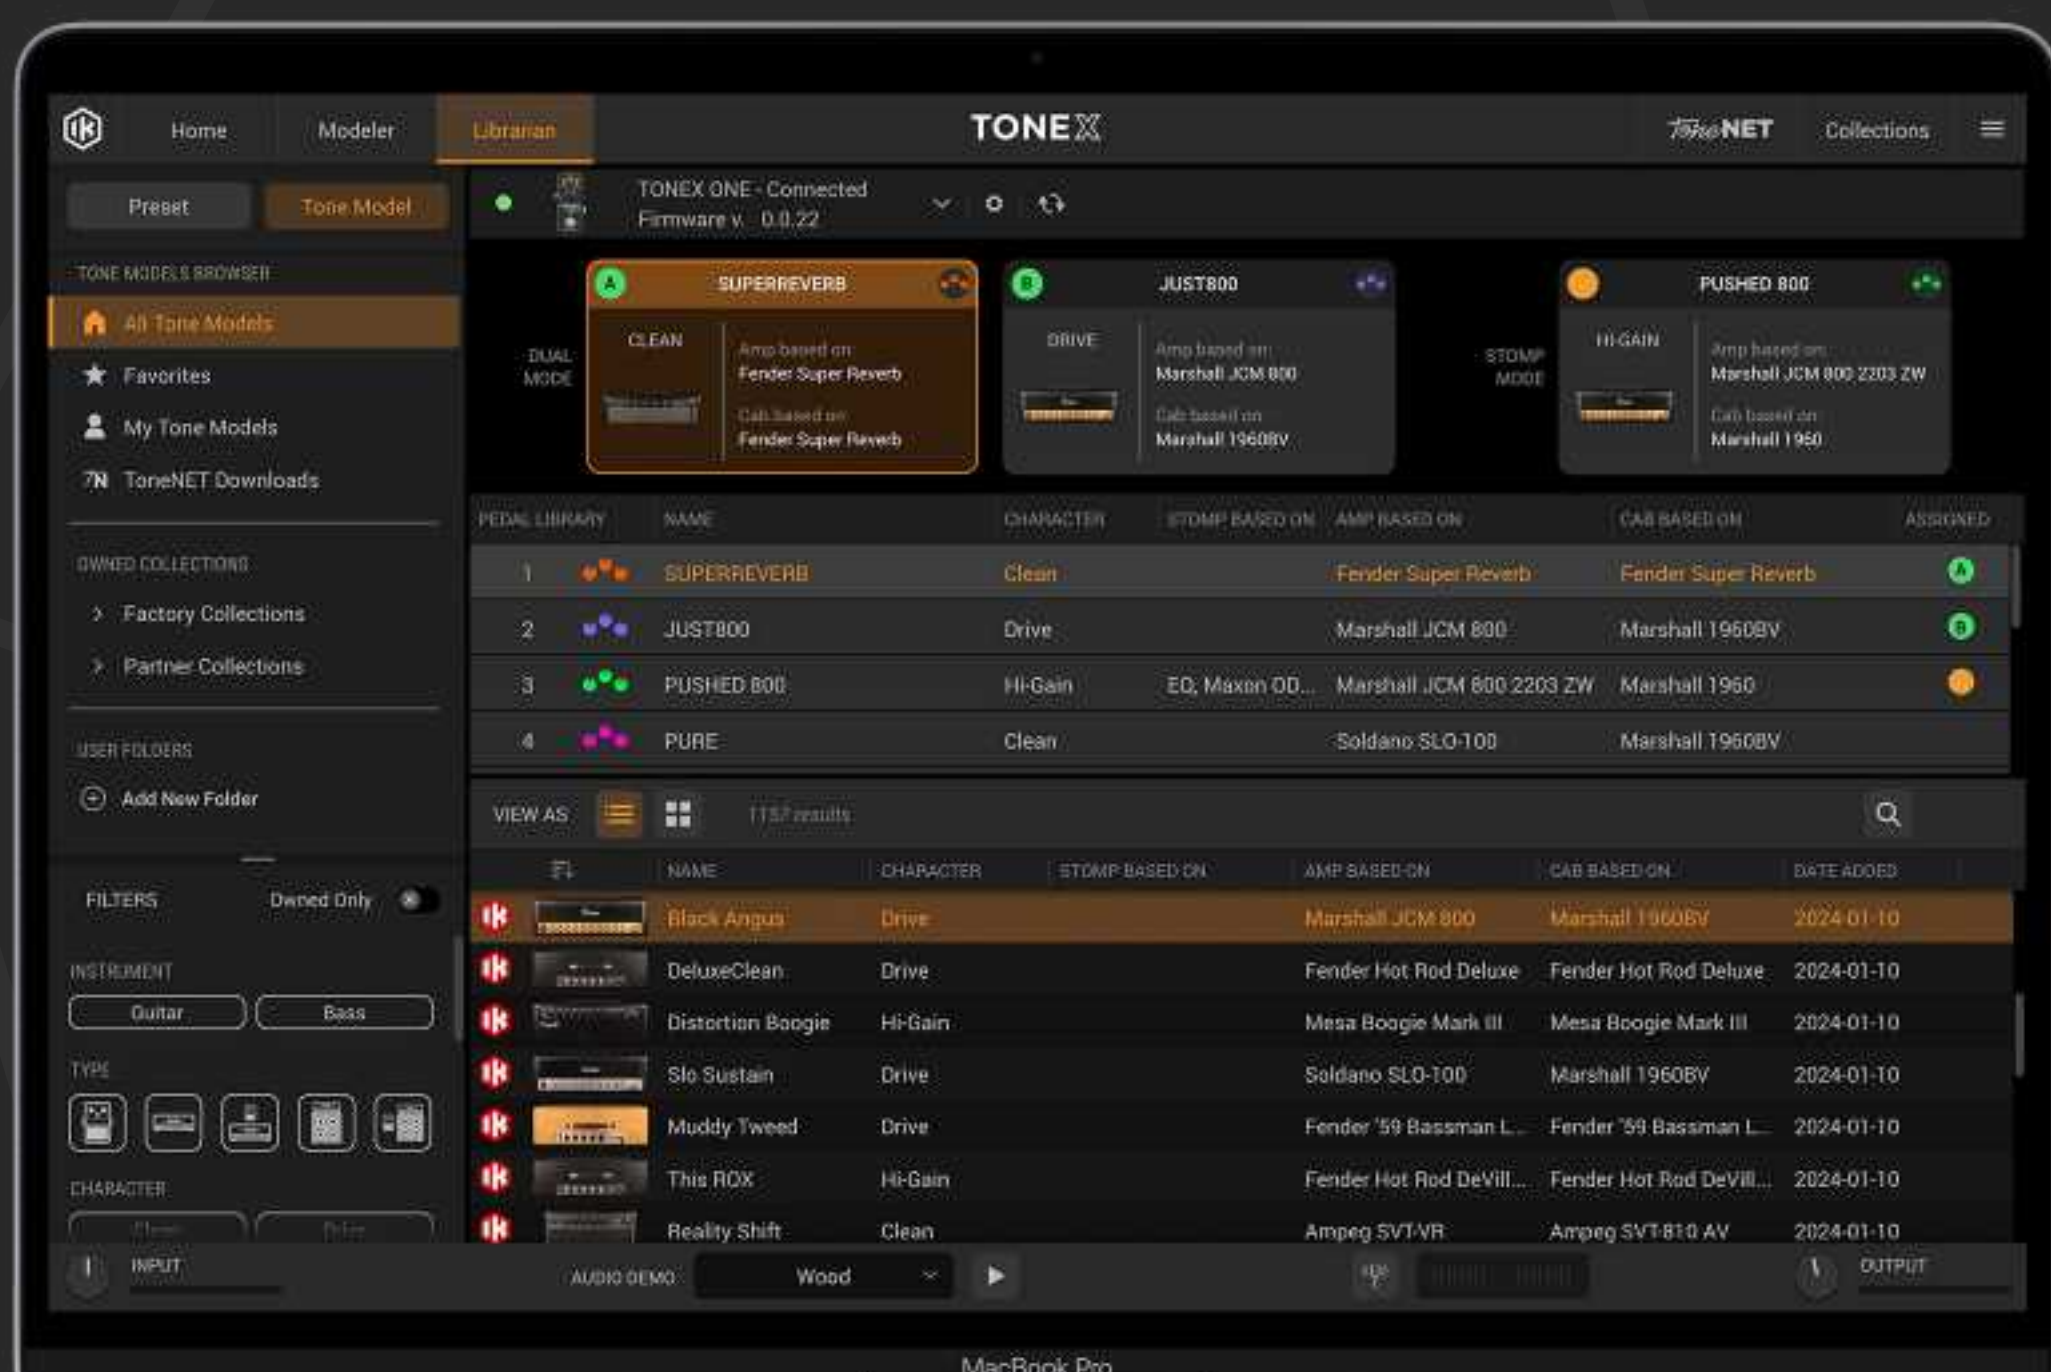 Home
Modeler
Librarian
TONEX
ToneNET
Collections
Preset
Tone Model
TONEX ONE - Connected
Firmware v. 0.0.22
TONE MODELS BROWSER
All Tone Models
Favorites
My Tone Models
ToneNET Downloads
OWNED COLLECTIONS
Factory Collections
Partner Collections
USER FOLDERS
Add New Folder
FILTERS
Owned Only
INSTRUMENT
Guitar
Bass
TYPE
CHARACTER
Clean
Drive
DUAL
MODE
A
SUPERREVERB
CLEAN
Amp based on:
Fender Super Reverb
Cab based on:
Fender Super Reverb
B
JUST800
DRIVE
Amp based on:
Marshall JCM 800
Cab based on:
Marshall 1960BV
STOMP
MODE
PUSHED 800
HI-GAIN
Amp based on:
Marshall JCM 800 2203 ZW
Cab based on:
Marshall 1960
PEDAL LIBRARY NAME CHARACTER STOMP BASED ON AMP BASED ON CAB BASED ON ASSIGNED
1 SUPERREVERB Clean Fender Super Reverb Fender Super Reverb A
2 JUST800 Drive Marshall JCM 800 Marshall 1960BV B
3 PUSHED 800 Hi-Gain EQ, Maxon OD... Marshall JCM 800 2203 ZW Marshall 1960
4 PURE Clean Soldano SLO-100 Marshall 1960BV
VIEW AS
1157 results
NAME CHARACTER STOMP BASED ON AMP BASED ON CAB BASED ON DATE ADDED
Black Angus Drive Marshall JCM 800 Marshall 1960BV 2024-01-10
DeluxeClean Drive Fender Hot Rod Deluxe Fender Hot Rod Deluxe 2024-01-10
Distortion Boogie Hi-Gain Mesa Boogie Mark III Mesa Boogie Mark III 2024-01-10
Slo Sustain Drive Soldano SLO-100 Marshall 1960BV 2024-01-10
Muddy Tweed Drive Fender '59 Bassman L... Fender '59 Bassman L... 2024-01-10
This ROX Hi-Gain Fender Hot Rod DeVill... Fender Hot Rod DeVill... 2024-01-10
Reality Shift Clean Ampeg SVT-VR Ampeg SVT-810 AV 2024-01-10
INPUT
AUDIO DEMO
Wood
OUTPUT
MacBook Pro